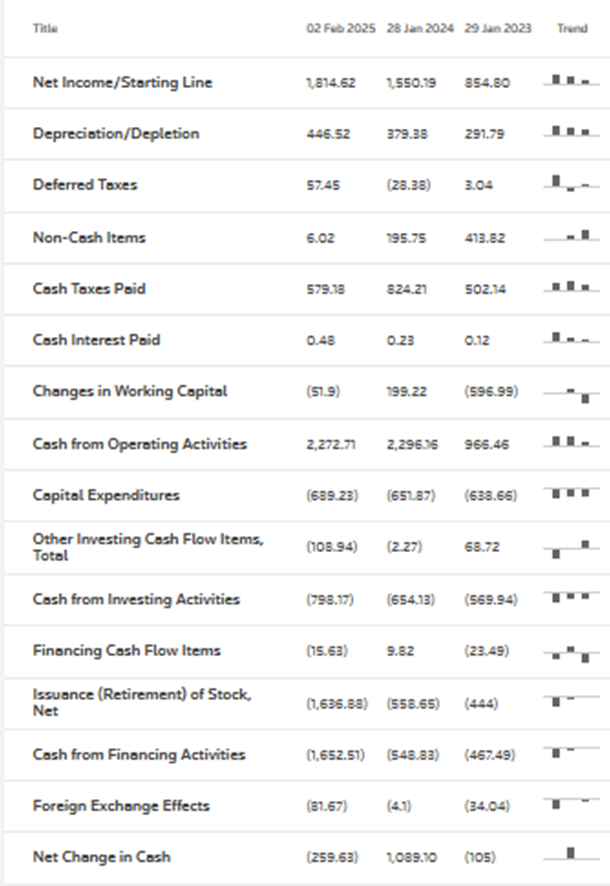 Title 02 Feb 2025 28 Jan 2024 29 Jan 2023 Trend
Net Income/Starting Line 1,814.62 1,550.19 854.80
Depreciation/Depletion 446.52 379.38 291.79
Deferred Taxes 57.45 (28.38) 3.04
Non-Cash Items 6.02 195.75 413.82
Cash Taxes Paid 579.18 824.21 502.14
Cash Interest Paid 0.48 0.23 0.12
Changes in Working Capital (51.9) 199.22 (596.99)
Cash from Operating Activities 2,272.71 2,296.16 966.46
Capital Expenditures (689.23) (651.87) (638.66)
Other Investing Cash Flow Items,
Total (108.94) (2.27) 68.72
Cash from Investing Activities (798.17) (654.13) (569.94)
Financing Cash Flow Items (15.63) 9.82 (23.49)
Issuance (Retirement) of Stock,
Net (1,636.88) (558.65) (444)
Cash from Financing Activities (1,652.51) (548.83) (467.49)
Foreign Exchange Effects (81.67) (4.1) (34.04)
Net Change in Cash (259.63) 1,089.10 (105)